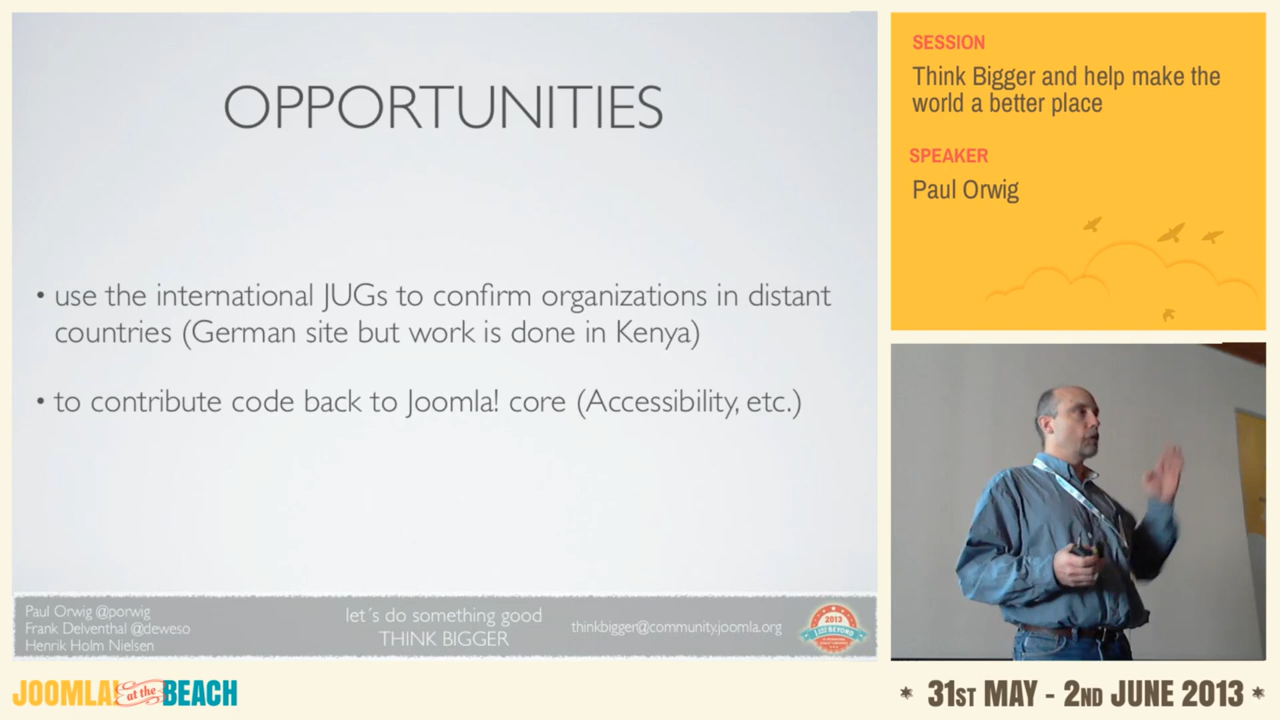 OPPORTUNITIES
• use the international JUGs to confirm organizations in distant
countries (German site but work is done in Kenya)
• to contribute code back to Joomla! core (Accessibility, etc.)
Paul Orwig @porwig
Frank Delventhal @deweso
Henrik Holm Nielsen
let´s do something good
THINK BIGGER
thinkbigger@community.joomla.org
2013
J AND BEYOND
SESSION
Think Bigger and help make the
world a better place
SPEAKER
Paul Orwig
JOOMLA! at the BEACH
* 31ST MAY - 2ND JUNE 2013 *